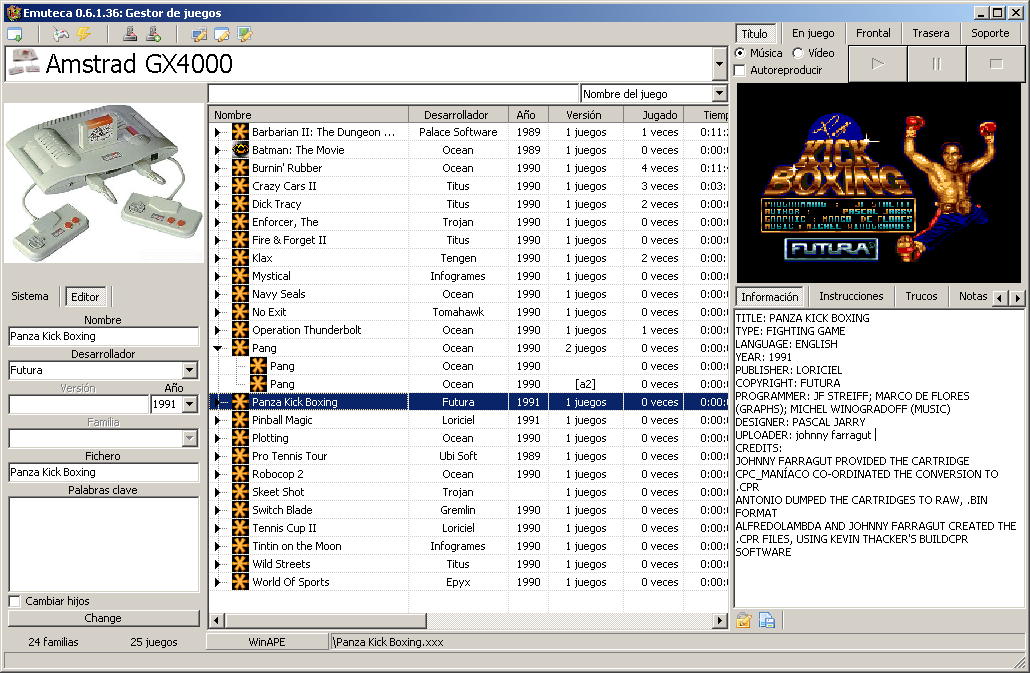 Emuteca 0.6.1.36: Gestor de juegos
Título En juego Frontal Trasera Soporte
Música Vídeo
Autoreproducir
Amstrad GX4000
Nombre del juego
Nombre Desarrollador Año Versión Jugado Tiemp
Barbarian II: The Dungeon ... Palace Software 1989 1 juegos 1 veces 0:11:
Batman: The Movie Ocean 1989 1 juegos 0 veces 0:00:
Burnin' Rubber Ocean 1990 1 juegos 4 veces 0:11:
Crazy Cars II Titus 1990 1 juegos 3 veces 0:03:
Dick Tracy Titus 1990 1 juegos 2 veces 0:00:
Enforcer, The Trojan 1990 1 juegos 0 veces 0:00:
Fire & Forget II Titus 1990 1 juegos 0 veces 0:00:
Klax Tengen 1990 1 juegos 2 veces 0:00:
Mystical Infogrames 1990 1 juegos 0 veces 0:00:
Navy Seals Ocean 1990 1 juegos 0 veces 0:00:
No Exit Tomahawk 1990 1 juegos 0 veces 0:00:
Operation Thunderbolt Ocean 1990 1 juegos 1 veces 0:00:
Pang Ocean 1990 2 juegos 0 veces 0:00:
Pang Ocean 1990 0 veces 0:00:
Pang Ocean 1990 [a2] 0 veces 0:00:
Panza Kick Boxing Futura 1991 1 juegos 0 veces 0:00:
Pinball Magic Loriciel 1991 1 juegos 0 veces 0:00:
Plotting Ocean 1990 1 juegos 0 veces 0:00:
Pro Tennis Tour Ubi Soft 1989 1 juegos 0 veces 0:00:
Robocop 2 Ocean 1990 1 juegos 0 veces 0:00:
Skeet Shot Trojan 1 juegos 0 veces 0:00:
Switch Blade Gremlin 1990 1 juegos 0 veces 0:00:
Tennis Cup II Loriciel 1990 1 juegos 0 veces 0:00:
Tintin on the Moon Infogrames 1990 1 juegos 0 veces 0:00:
Wild Streets Titus 1990 1 juegos 0 veces 0:00:
World Of Sports Epyx 1990 1 juegos 0 veces 0:00:
Sistema Editor
Nombre
Panza Kick Boxing
Desarrollador
Futura
Versión Año
1991
Familia
Fichero
Panza Kick Boxing
Palabras clave
Cambiar hijos
Change
24 familias 25 juegos
WinAPE \Panza Kick Boxing.xxx
KICK
BOXING
PROGRAMMING : JF STREIFF
AUTHOR : PASCAL JARRY
GRAPHIC : MARCO DE FLORES
MUSIC : MICHEL WINOGRADOFF
FUTURA
Información Instrucciones Trucos Notas
TITLE: PANZA KICK BOXING
TYPE: FIGHTING GAME
LANGUAGE: ENGLISH
YEAR: 1991
PUBLISHER: LORICIEL
COPYRIGHT: FUTURA
PROGRAMMER: JF STREIFF; MARCO DE FLORES
(GRAPHS); MICHEL WINOGRADOFF (MUSIC)
DESIGNER: PASCAL JARRY
UPLOADER: johnny farragut
CREDITS:
JOHNNY FARRAGUT PROVIDED THE CARTRIDGE
CPC_MANÍACO CO-ORDINATED THE CONVERSION TO
.CPR
ANTONIO DUMPED THE CARTRIDGES TO RAW, .BIN
FORMAT
ALFREDOLAMBDA AND JOHNNY FARRAGUT CREATED THE
.CPR FILES, USING KEVIN THACKER'S BUILDCPR
SOFTWARE